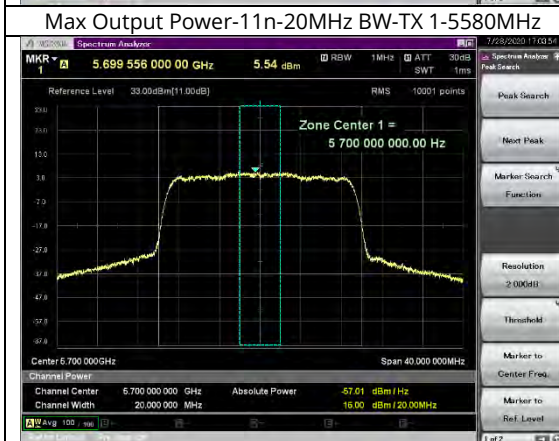 Max Output Power-11n-20MHz BW-TX 1-5580MHz
Spectrum Analyzer
7/28/2020 17:03:54
MKR 1 5.699 556 000 00 GHz 5.54 dBm RBW 1MHz ATT 30dB
SWT 1ms
Spectrum Analyzer
Peak Search
Reference Level 33.00dBm[11.00dB] RMS 10001 points
Peak Search
Zone Center 1 =
5 700 000 000.00 Hz
Next Peak
13.0
Marker Search
Function
3.0
-7.0
-17.0
-27.0
-37.0
-47.0
-57.0
-67.0
Resolution
2.000dB
Threshold
Center 5.700 000GHz Span 40.000 000MHz
Marker to
Center Freq.
Channel Power
Channel Center 5.700 000 000 GHz Absolute Power -57.01 dBm / Hz
Channel Width 20.000 000 MHz 16.00 dBm / 20.00MHz
Marker to
Ref. Level
Avg 100 / 100
1 of 2